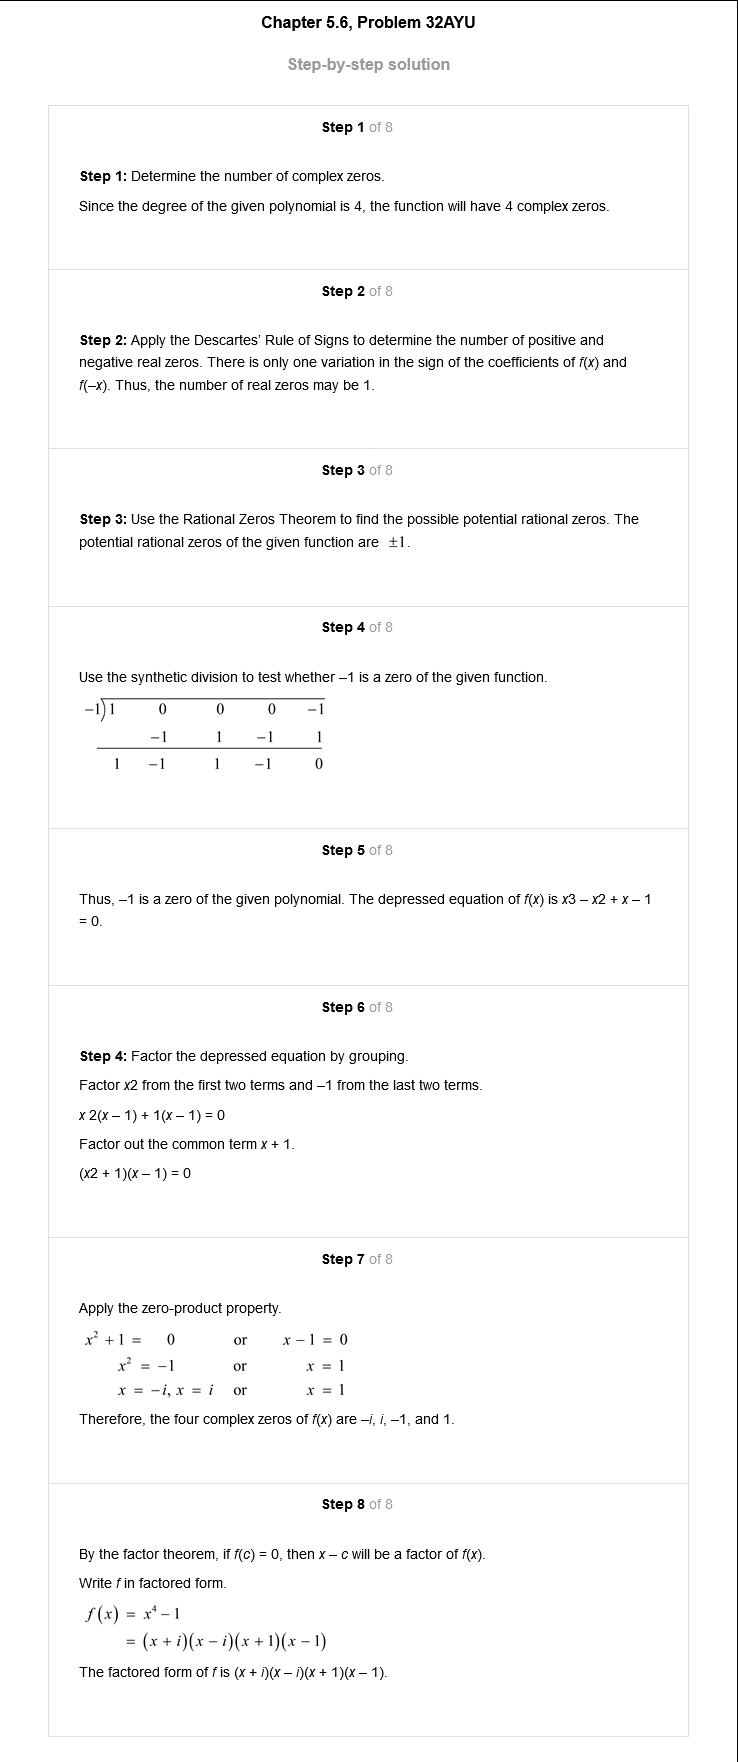 Chapter 5.6, Problem 32AYU
Step-by-step solution
Step 1 of 8
Step 1: Determine the number of complex zeros.
Since the degree of the given polynomial is 4, the function will have 4 complex zeros.
Step 2 of 8
Step 2: Apply the Descartes' Rule of Signs to determine the number of positive and
negative real zeros. There is only one variation in the sign of the coefficients of f(x) and
f(–x). Thus, the number of real zeros may be 1.
Step 3 of 8
Step 3: Use the Rational Zeros Theorem to find the possible potential rational zeros. The
potential rational zeros of the given function are ±1.
Step 4 of 8
Use the synthetic division to test whether –1 is a zero of the given function.
−1)1 0 0 0 −1
−1 1 −1 1
1 −1 1 −1 0
Step 5 of 8
Thus, –1 is a zero of the given polynomial. The depressed equation of f(x) is x3 – x2 + x – 1
= 0.
Step 6 of 8
Step 4: Factor the depressed equation by grouping.
Factor x2 from the first two terms and –1 from the last two terms.
x 2(x – 1) + 1(x – 1) = 0
Factor out the common term x + 1.
(x2 + 1)(x – 1) = 0
Step 7 of 8
Apply the zero-product property.
x² + 1 = 0 or x − 1 = 0
x² = −1 or x = 1
x = −i, x = i or x = 1
Therefore, the four complex zeros of f(x) are –i, i, –1, and 1.
Step 8 of 8
By the factor theorem, if f(c) = 0, then x – c will be a factor of f(x).
Write f in factored form.
f(x) = x⁴ − 1
= (x + i)(x − i)(x + 1)(x − 1)
The factored form of f is (x + i)(x – i)(x + 1)(x – 1).